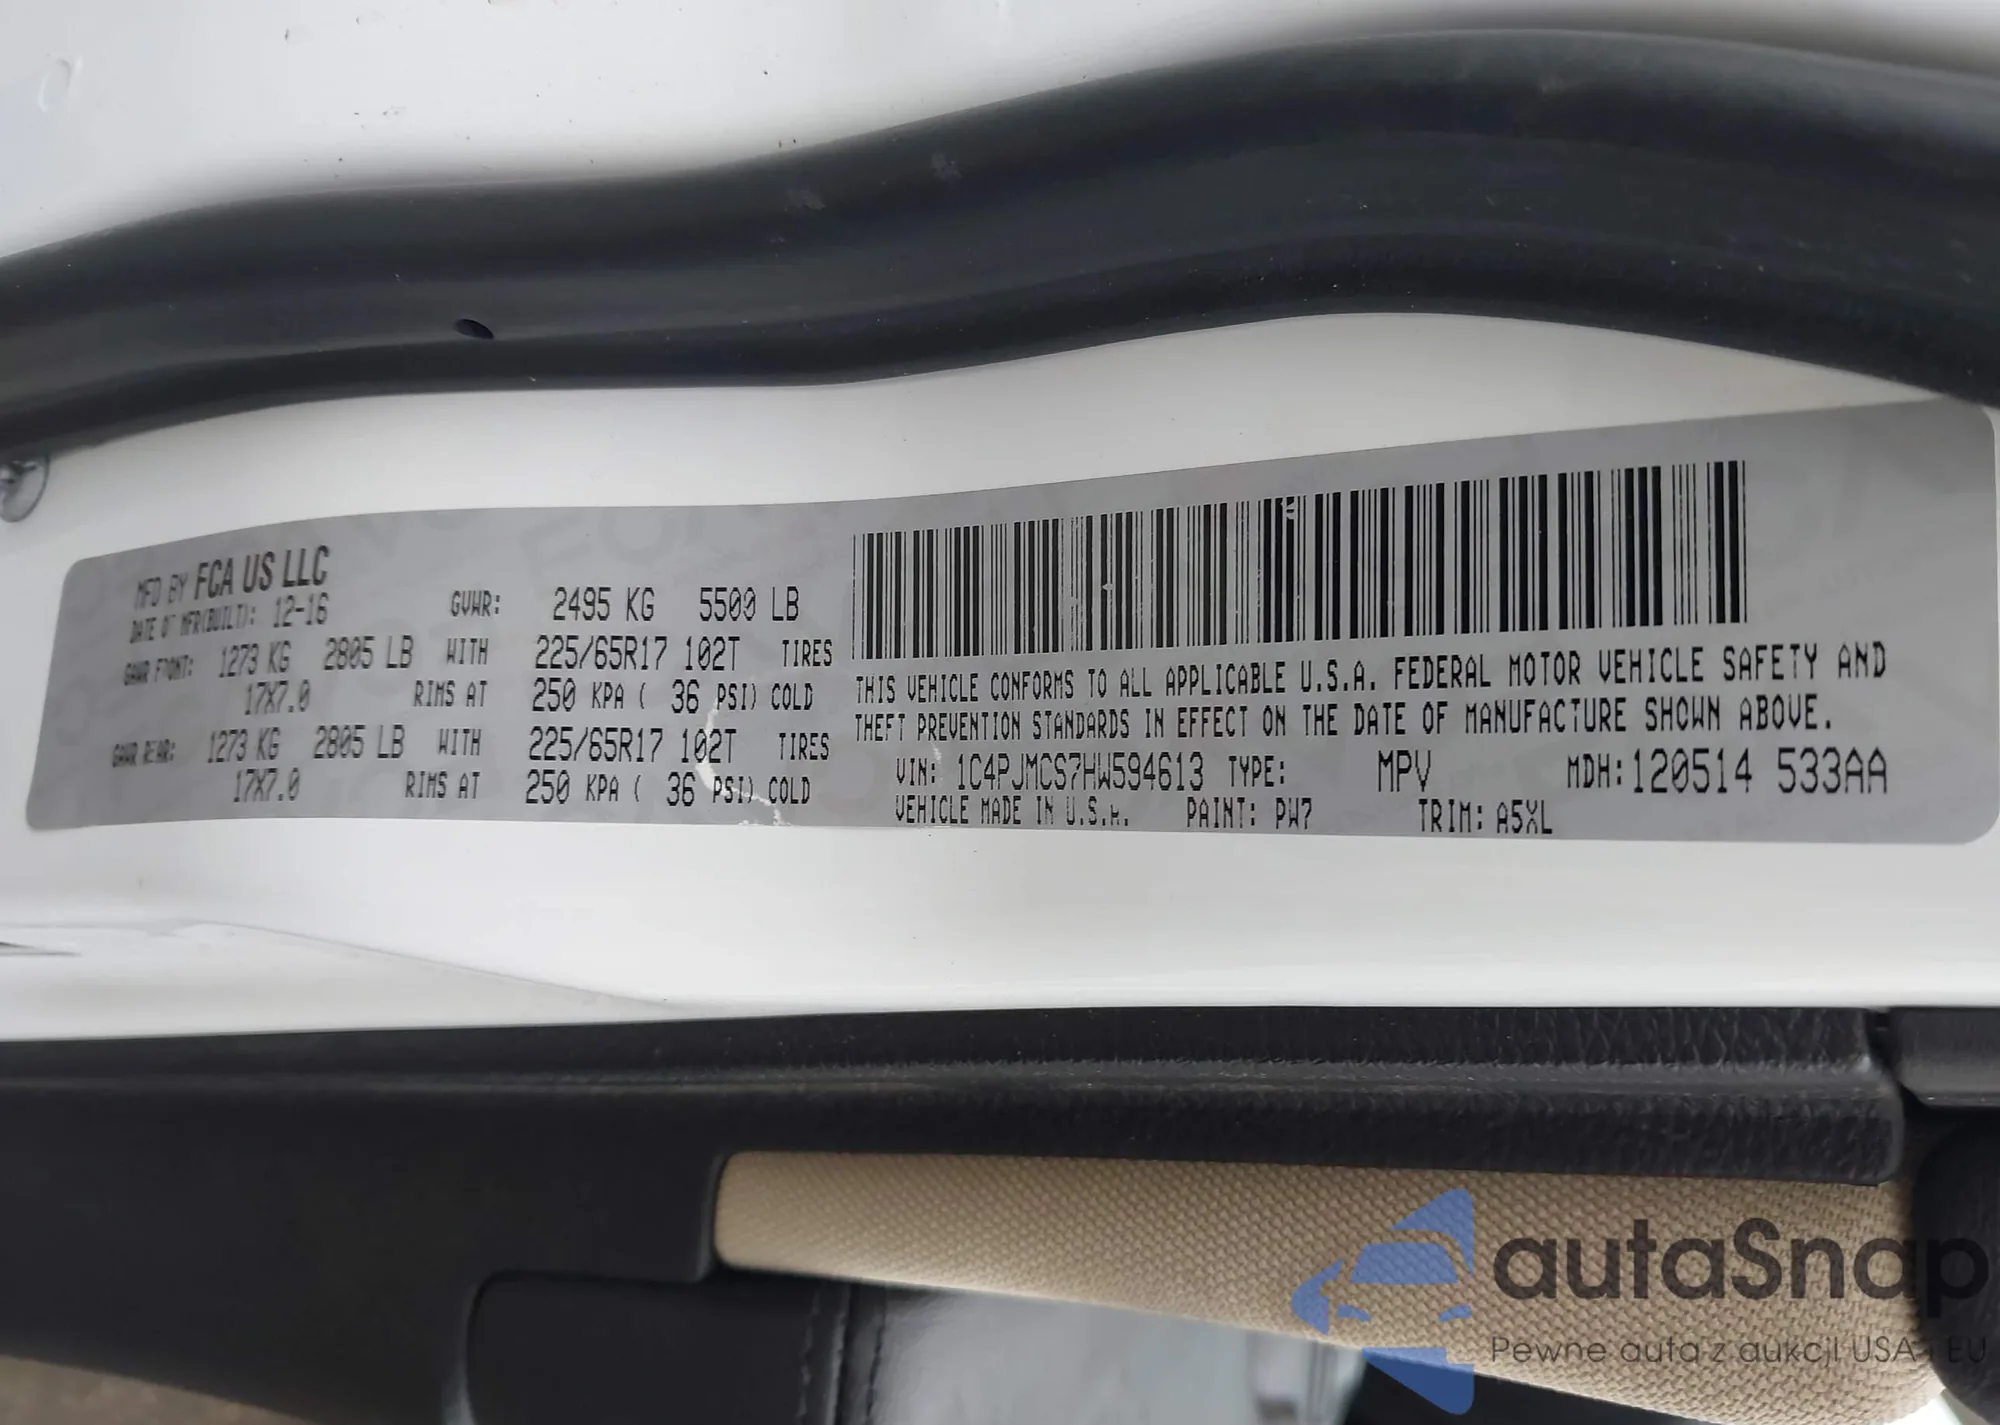 MFD BY FCA US LLC
DATE OF MFR(BUILT): 12-16 GVWR: 2495 KG 5500 LB
GAWR FRONT: 1273 KG 2805 LB WITH 225/65R17 102T TIRES
17X7.0 RIMS AT 250 KPA ( 36 PSI) COLD
GAWR REAR: 1273 KG 2805 LB WITH 225/65R17 102T TIRES
17X7.0 RIMS AT 250 KPA ( 36 PSI) COLD
THIS VEHICLE CONFORMS TO ALL APPLICABLE U.S.A. FEDERAL MOTOR VEHICLE SAFETY AND
THEFT PREVENTION STANDARDS IN EFFECT ON THE DATE OF MANUFACTURE SHOWN ABOVE.
VIN: 1C4PJMCS7HW594613 TYPE: MPV MDH:120514 533AA
VEHICLE MADE IN U.S.A. PAINT: PW7 TRIM: A5XL
autaSnap
Pewne auta z aukcji USA i EU